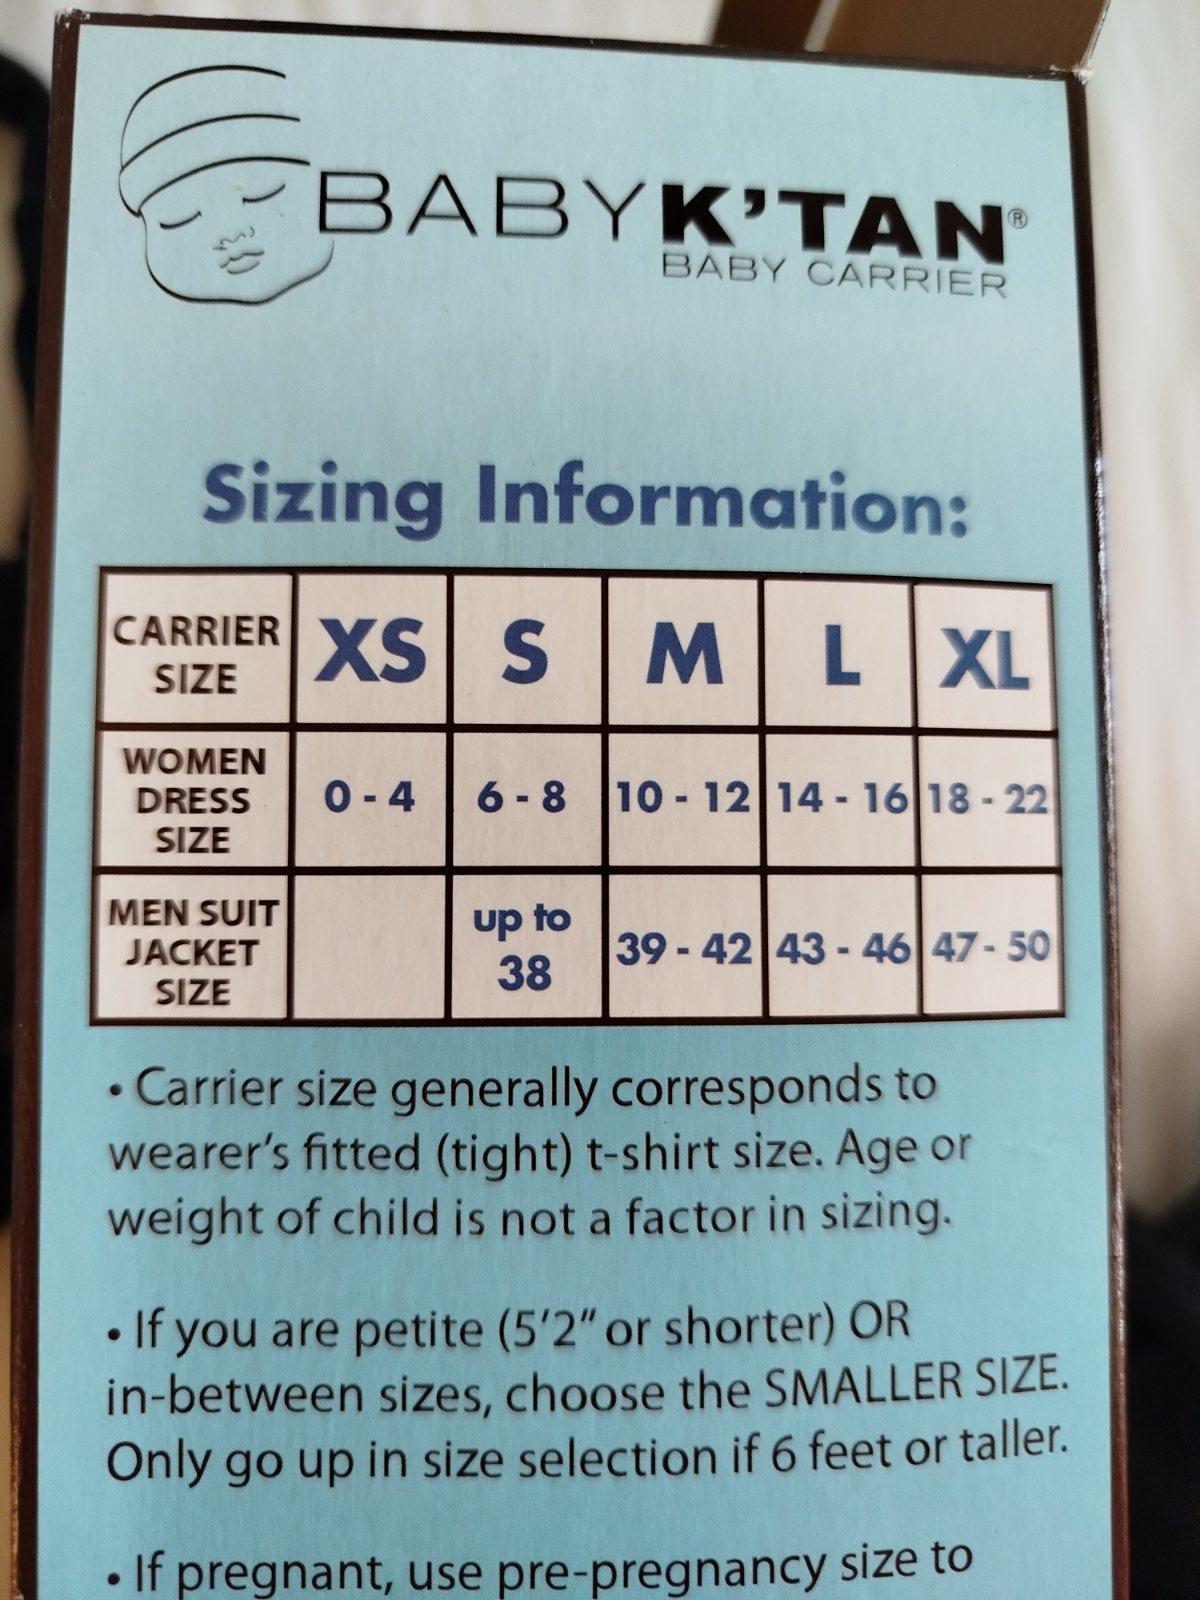 BABY K'TAN®
BABY CARRIER
Sizing Information:
CARRIER SIZE XS S M L XL
WOMEN DRESS SIZE 0 - 4 6 - 8 10 - 12 14 - 16 18 - 22
MEN SUIT JACKET SIZE up to 38 39 - 42 43 - 46 47 - 50
• Carrier size generally corresponds to
wearer's fitted (tight) t-shirt size. Age or
weight of child is not a factor in sizing.
• If you are petite (5'2" or shorter) OR
in-between sizes, choose the SMALLER SIZE.
Only go up in size selection if 6 feet or taller.
• If pregnant, use pre-pregnancy size to